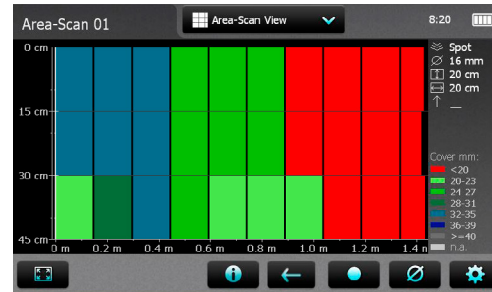 Area-Scan 01
Area-Scan View
8:20
0 cm
15 cm
30 cm
45 cm
0 m 0.2 m 0.4 m 0.6 m 0.8 m 1.0 m 1.2 m 1.4 m
Spot
16 mm
20 cm
20 cm
__
Cover mm:
<20
20-23
24-27
28-31
32-35
36-39
>=40
n.a.